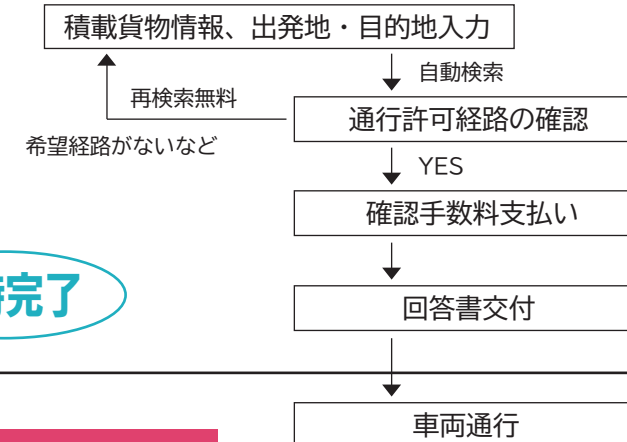 積載貨物情報、出発地・目的地入力
自動検索
再検索無料
通行許可経路の確認
希望経路がないなど
YES
確認手数料支払い
完了
回答書交付
車両通行